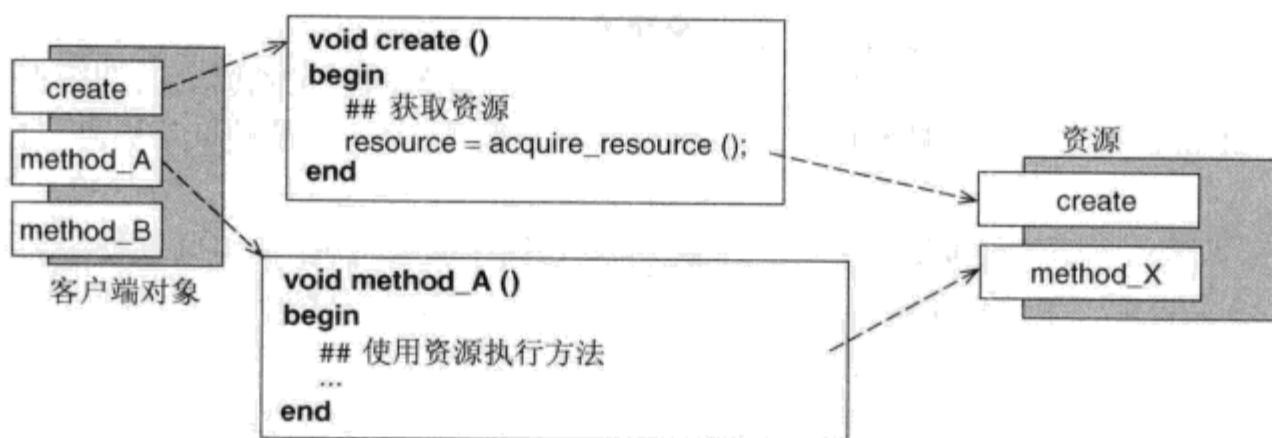 create
method_A
method_B
客户端对象
void create ()
begin
## 获取资源
resource = acquire_resource ();
end
void method_A ()
begin
## 使用资源执行方法
...
end
资源
create
method_X